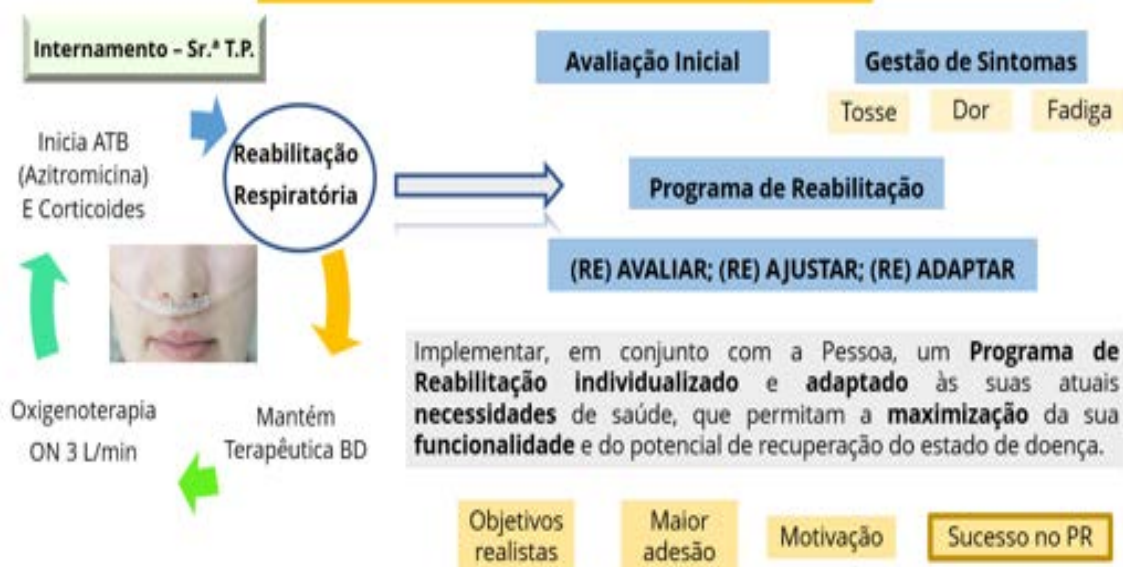 Internamento – Sr.ª T.P.
Inicia ATB
(Azitromicina)
E Corticoides
Reabilitação
Respiratória
Oxigenoterapia
ON 3 L/min
Mantém
Terapêutica BD
Avaliação Inicial
Gestão de Sintomas
Tosse
Dor
Fadiga
Programa de Reabilitação
(RE) AVALIAR; (RE) AJUSTAR; (RE) ADAPTAR
Implementar, em conjunto com a Pessoa, um Programa de
Reabilitação individualizado e adaptado às suas atuais
necessidades de saúde, que permitam a maximização da sua
funcionalidade e do potencial de recuperação do estado de doença.
Objetivos
realistas
Maior
adesão
Motivação
Sucesso no PR